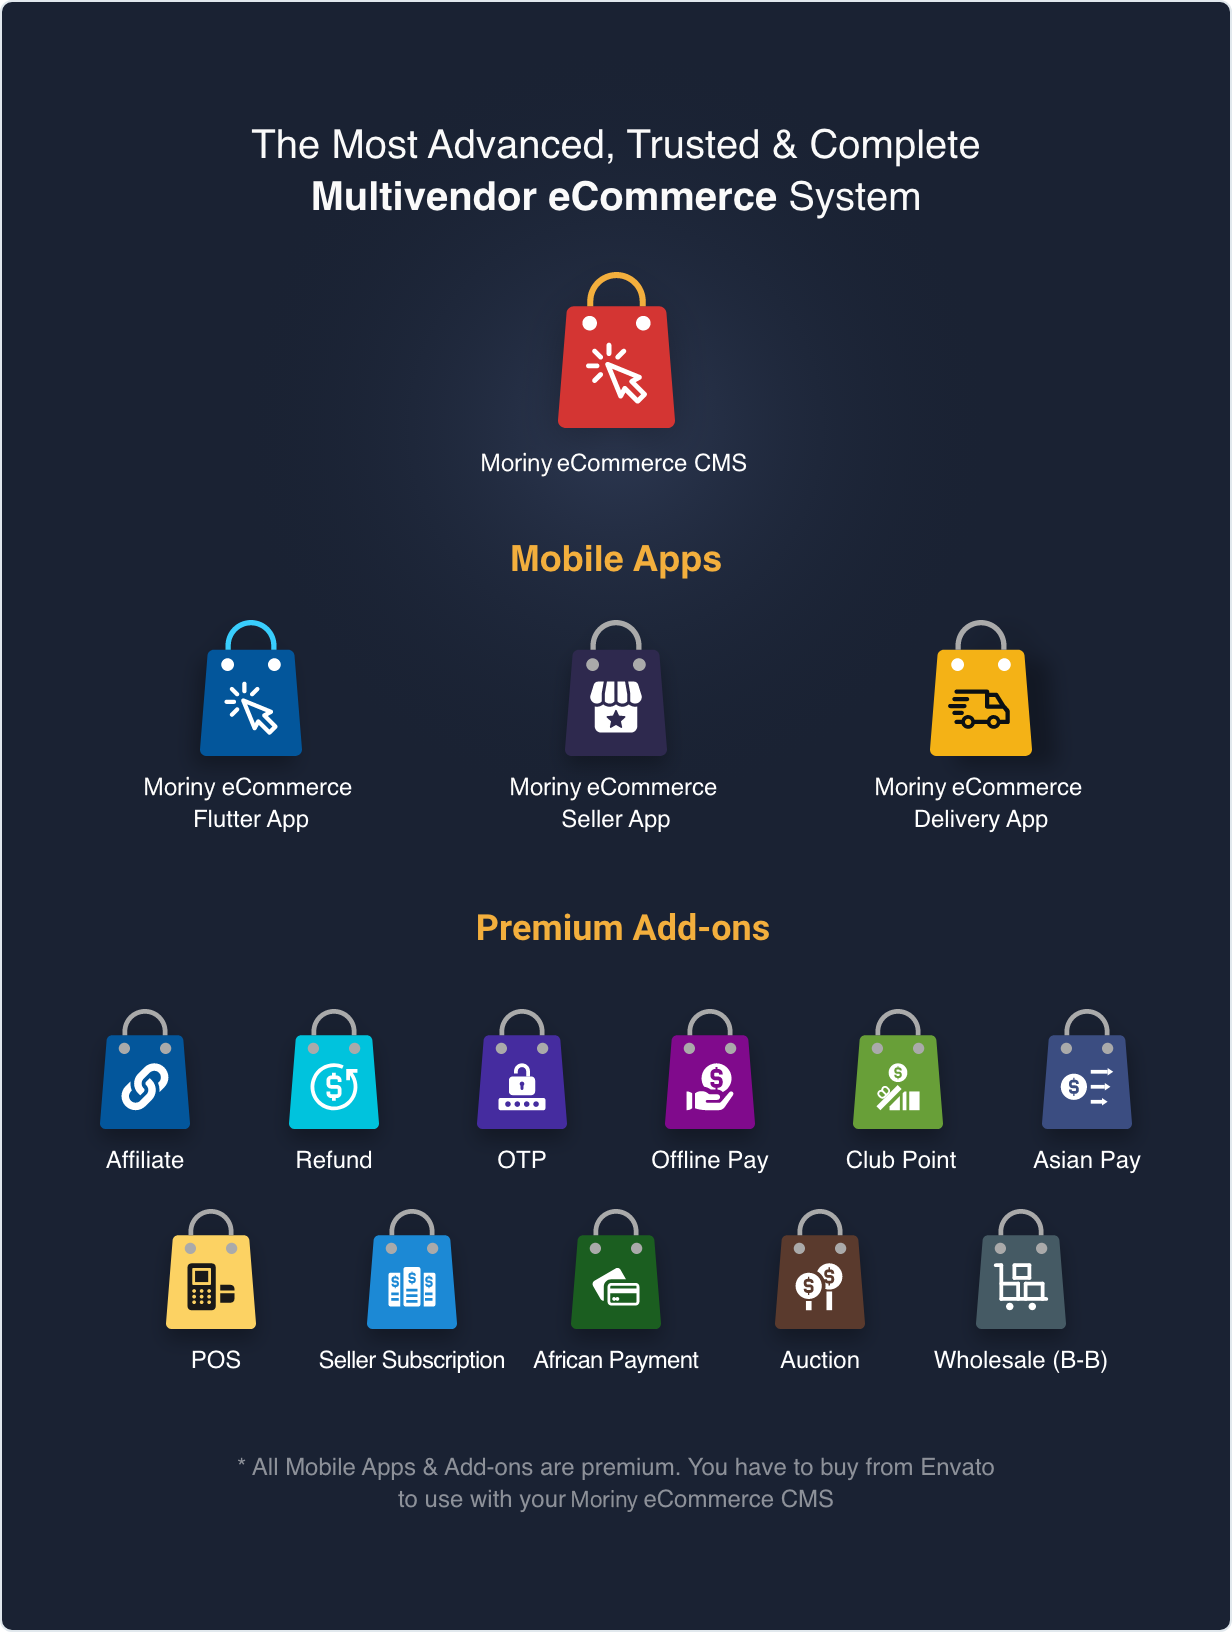 The Most Advanced, Trusted & Complete
Multivendor eCommerce System
Moriny eCommerce CMS
Mobile Apps
Moriny eCommerce
Flutter App
Moriny eCommerce
Seller App
Moriny eCommerce
Delivery App
Premium Add-ons
Affiliate
Refund
OTP
Offline Pay
Club Point
Asian Pay
POS
Seller Subscription
African Payment
Auction
Wholesale (B-B)
* All Mobile Apps & Add-ons are premium. You have to buy from Envato
to use with your Moriny eCommerce CMS